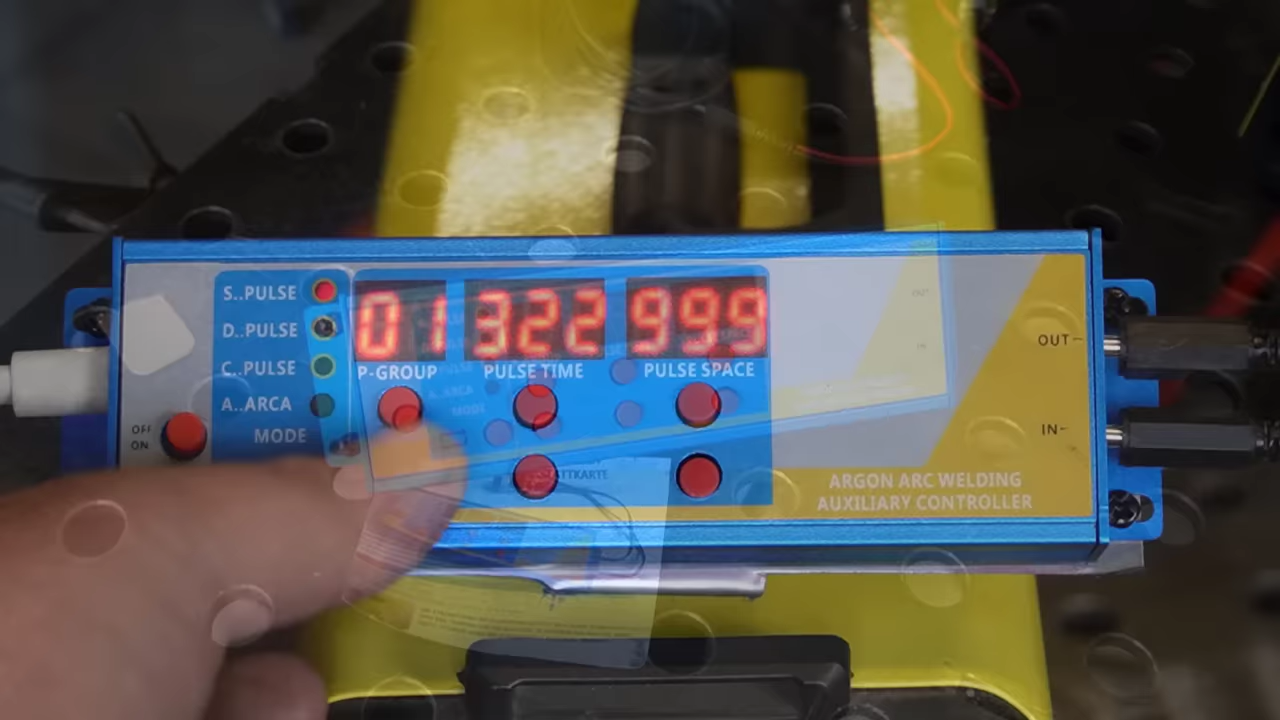 S..PULSE
D..PULSE
C..PULSE
A..ARCA
MODE
OFF
ON
01 322 999
P-GROUP PULSE TIME PULSE SPACE
OUT
IN
ARGON ARC WELDING
AUXILIARY CONTROLLER